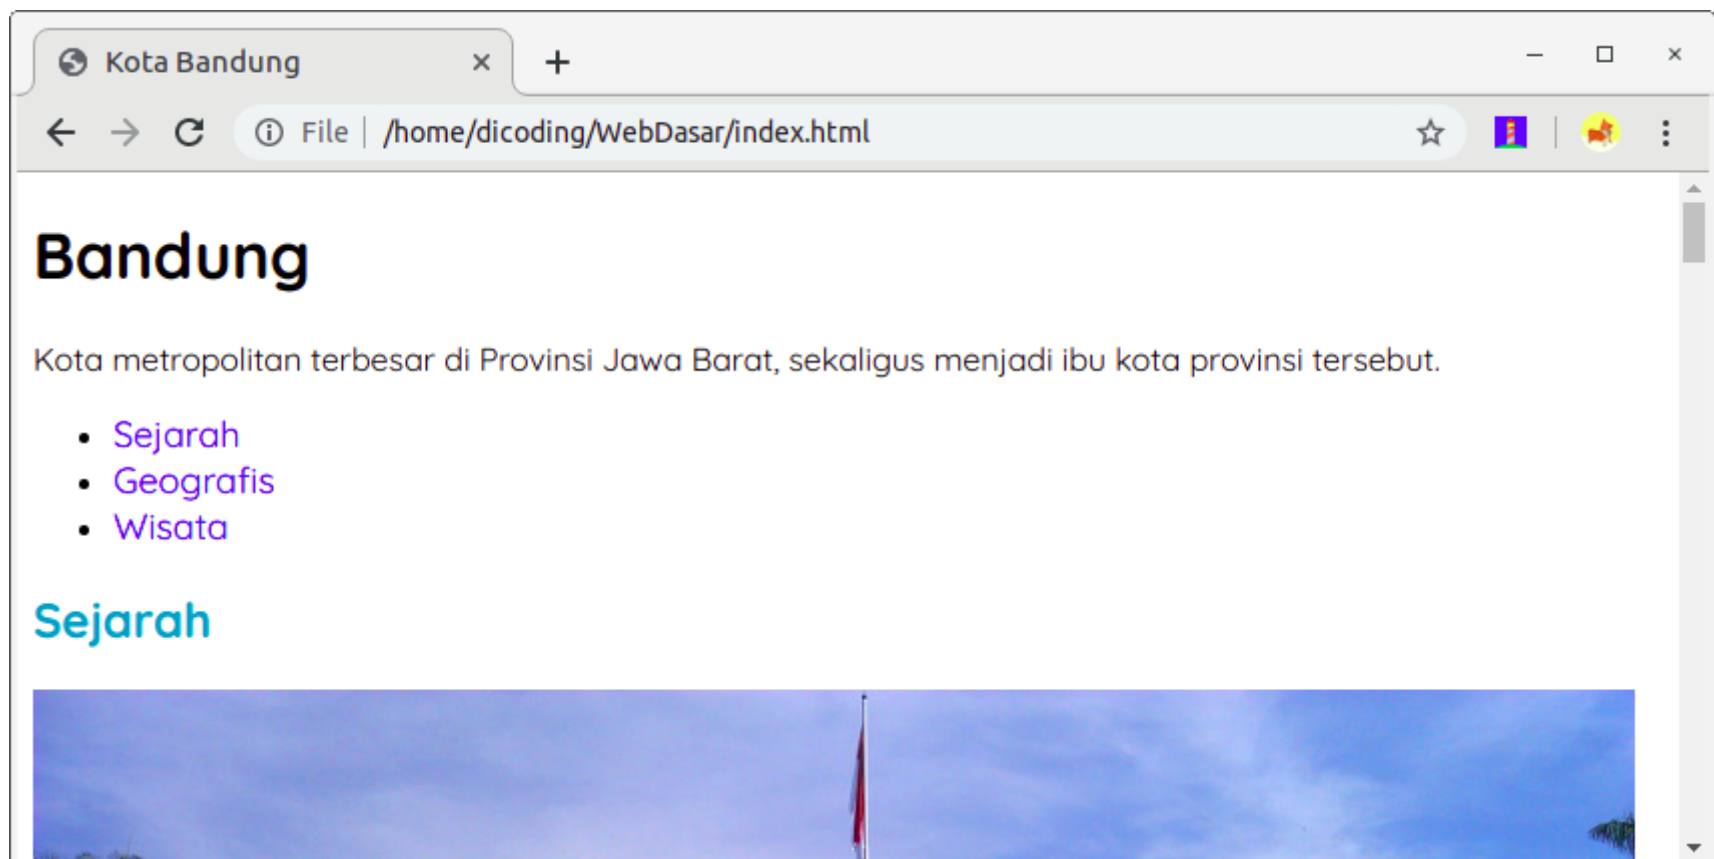 Kota Bandung
File /home/dicoding/WebDasar/index.html
Bandung
Kota metropolitan terbesar di Provinsi Jawa Barat, sekaligus menjadi ibu kota provinsi tersebut.
Sejarah
Geografis
Wisata
Sejarah